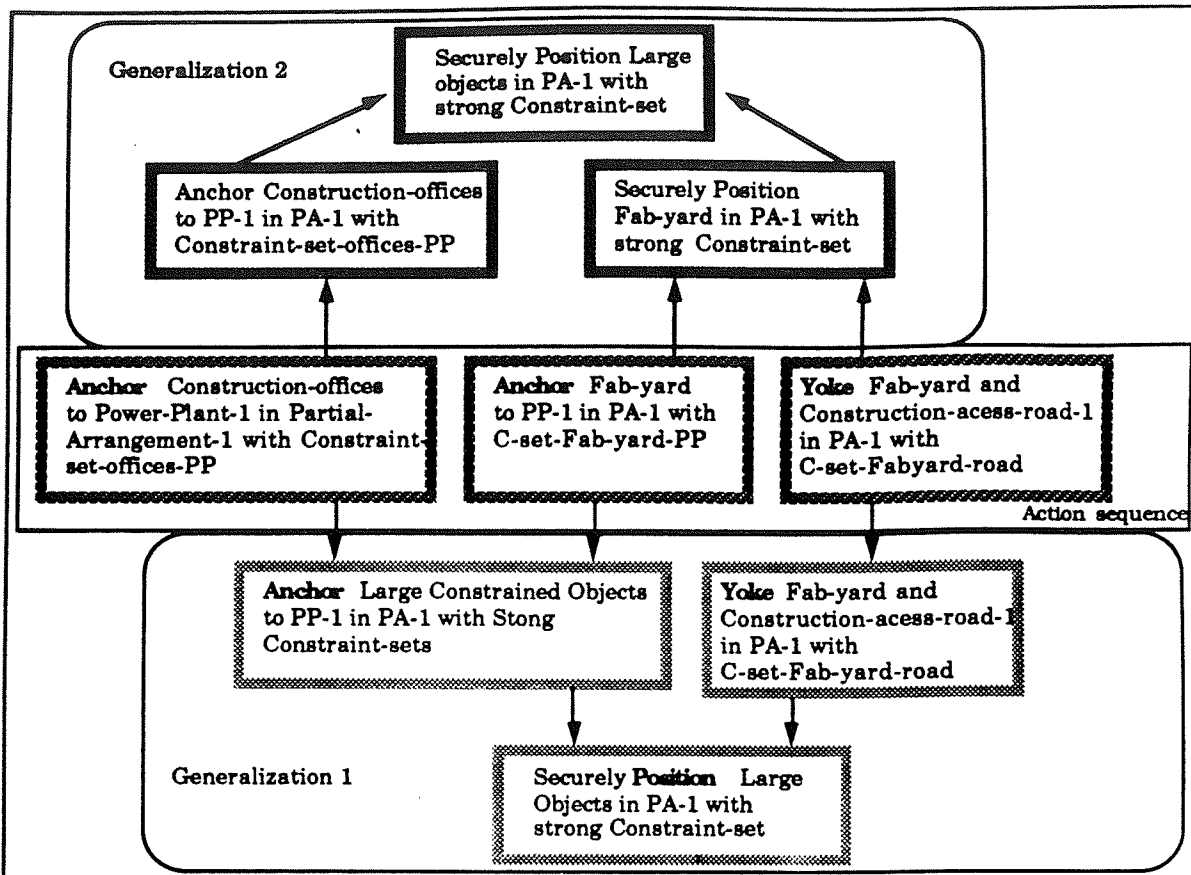 Generalization 2
Securely Position Large
objects in PA-1 with
strong Constraint-set
Anchor Construction-offices
to PP-1 in PA-1 with
Constraint-set-offices-PP
Securely Position
Fab-yard in PA-1 with
strong Constraint-set
Anchor Construction-offices
to Power-Plant-1 in Partial-
Arrangement-1 with Constraint-
set-offices-PP
Anchor Fab-yard
to PP-1 in PA-1 with
C-set-Fab-yard-PP
Yoke Fab-yard and
Construction-acess-road-1
in PA-1 with
C-set-Fabyard-road
Action sequence
Anchor Large Constrained Objects
to PP-1 in PA-1 with Stong
Constraint-sets
Yoke Fab-yard and
Construction-acess-road-1
in PA-1 with
C-set-Fab-yard-road
Generalization 1
Securely Position Large
Objects in PA-1 with
strong Constraint-set